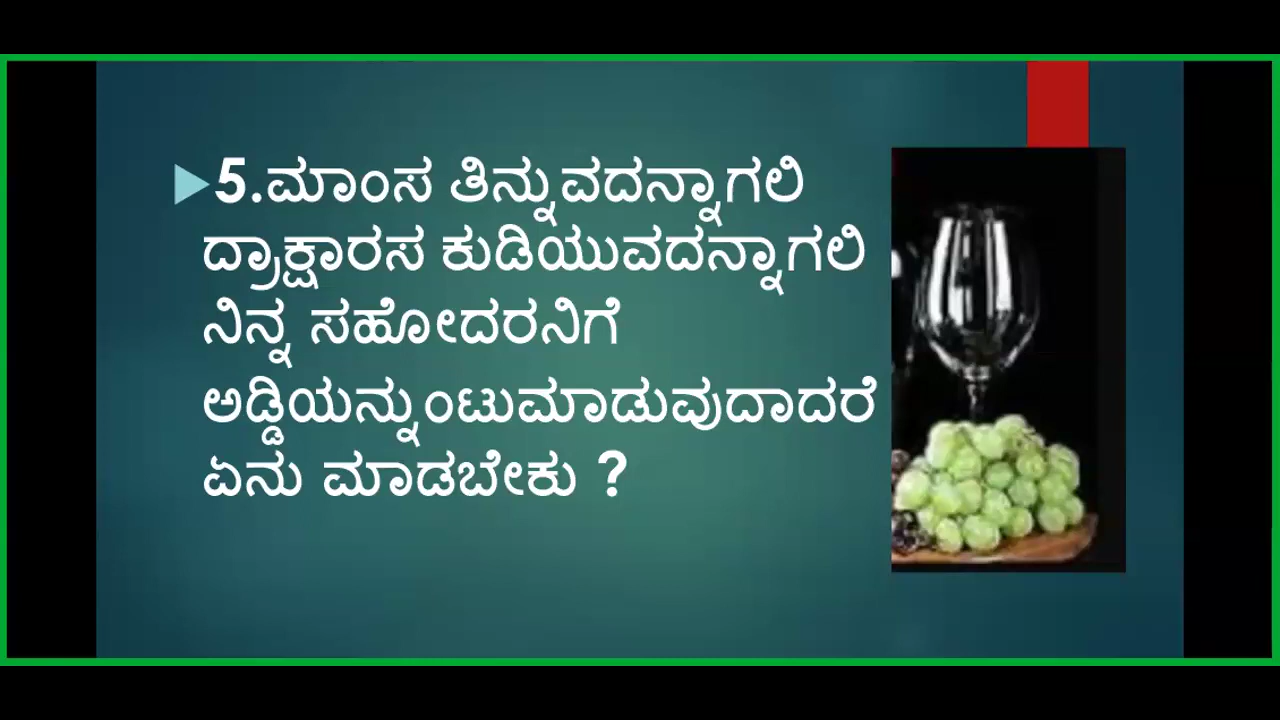 5.ಮಾಂಸ ತಿನ್ನುವದನ್ನಾಗಲಿ
ದ್ರಾಕ್ಷಾರಸ ಕುಡಿಯುವದನ್ನಾಗಲಿ
ನಿನ್ನ ಸಹೋದರನಿಗೆ
ಅಡ್ಡಿಯನ್ನುಂಟುಮಾಡುವುದಾದರೆ
ಏನು ಮಾಡಬೇಕು ?